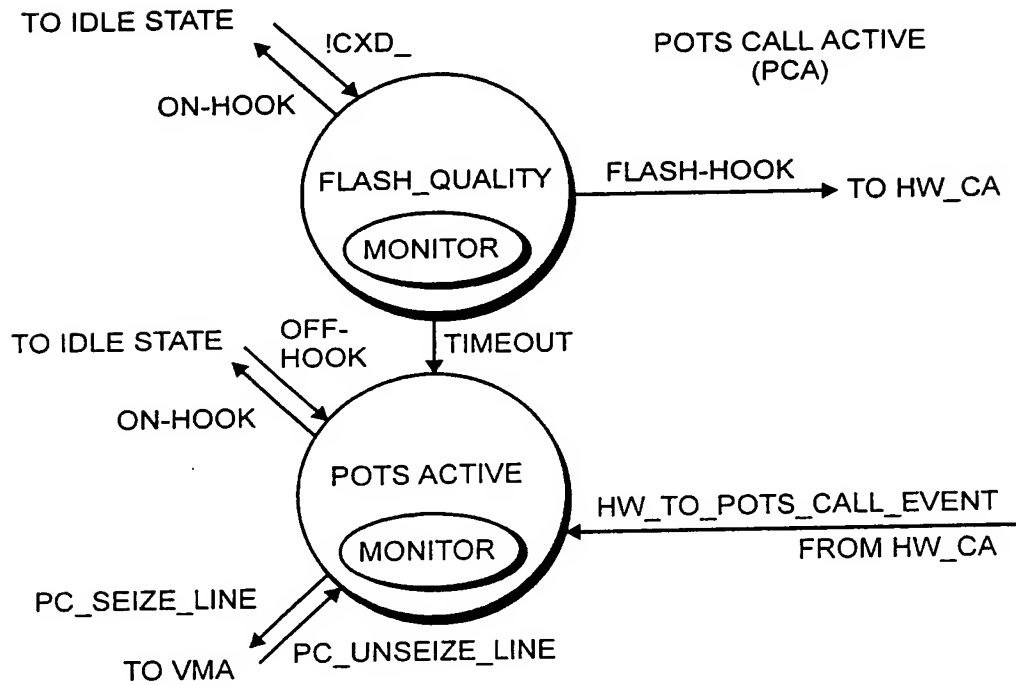 TO IDLE STATE
!CXD_
POTS CALL ACTIVE
(PCA)
ON-HOOK
FLASH_QUALITY
FLASH-HOOK
TO HW_CA
MONITOR
OFF-
HOOK
TIMEOUT
TO IDLE STATE
ON-HOOK
POTS ACTIVE
HW_TO_POTS_CALL_EVENT
MONITOR
FROM HW_CA
PC_SEIZE_LINE
PC_UNSEIZE_LINE
TO VMA